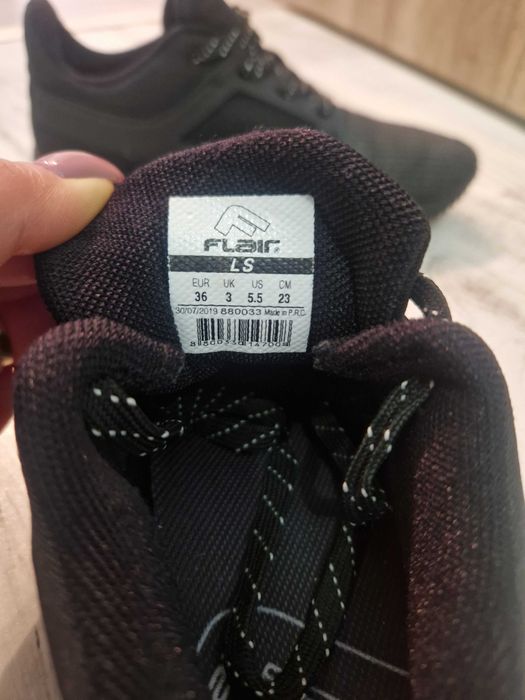 FLAIR
LS
EUR UK US CM
36 3 5.5 23
30/07/2019 880033 Made in P.R.C.